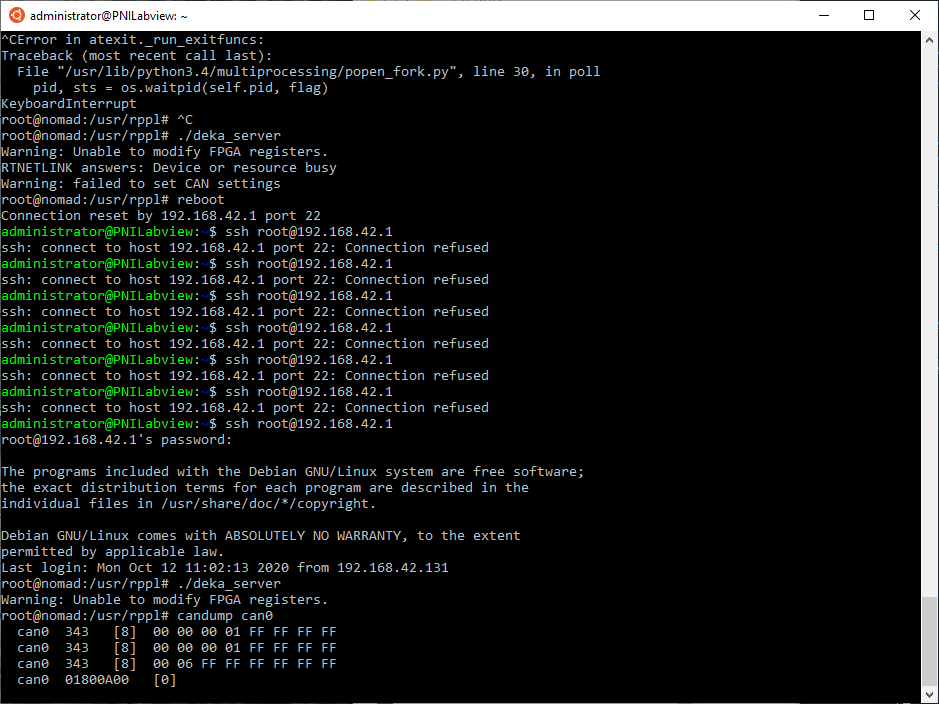 administrator@PNILabview: ~
^CError in atexit._run_exitfuncs:
Traceback (most recent call last):
  File "/usr/lib/python3.4/multiprocessing/popen_fork.py", line 30, in poll
    pid, sts = os.waitpid(self.pid, flag)
KeyboardInterrupt
root@nomad:/usr/rppl# ^C
root@nomad:/usr/rppl# ./deka_server
Warning: Unable to modify FPGA registers.
RTNETLINK answers: Device or resource busy
Warning: failed to set CAN settings
root@nomad:/usr/rppl# reboot
Connection reset by 192.168.42.1 port 22
administrator@PNILabview:~$ ssh root@192.168.42.1
ssh: connect to host 192.168.42.1 port 22: Connection refused
administrator@PNILabview:~$ ssh root@192.168.42.1
ssh: connect to host 192.168.42.1 port 22: Connection refused
administrator@PNILabview:~$ ssh root@192.168.42.1
ssh: connect to host 192.168.42.1 port 22: Connection refused
administrator@PNILabview:~$ ssh root@192.168.42.1
ssh: connect to host 192.168.42.1 port 22: Connection refused
administrator@PNILabview:~$ ssh root@192.168.42.1
ssh: connect to host 192.168.42.1 port 22: Connection refused
administrator@PNILabview:~$ ssh root@192.168.42.1
ssh: connect to host 192.168.42.1 port 22: Connection refused
administrator@PNILabview:~$ ssh root@192.168.42.1
root@192.168.42.1's password:

The programs included with the Debian GNU/Linux system are free software;
the exact distribution terms for each program are described in the
individual files in /usr/share/doc/*/copyright.

Debian GNU/Linux comes with ABSOLUTELY NO WARRANTY, to the extent
permitted by applicable law.
Last login: Mon Oct 12 11:02:13 2020 from 192.168.42.131
root@nomad:/usr/rppl# ./deka_server
Warning: Unable to modify FPGA registers.
root@nomad:/usr/rppl# candump can0
  can0  343   [8]  00 00 00 01 FF FF FF FF
  can0  343   [8]  00 00 00 01 FF FF FF FF
  can0  343   [8]  00 06 FF FF FF FF FF FF
  can0  01800A00   [0]